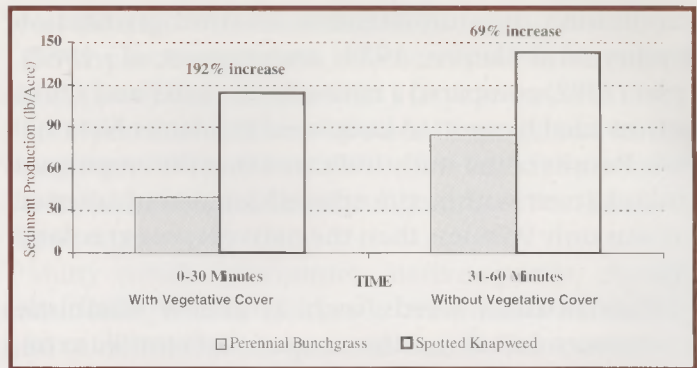 150
120
90
60
30
0
Sediment Production (lb/Acre)
192% increase
69% increase
0-30 Minutes
TIME
31-60 Minutes
With Vegetative Cover
Without Vegetative Cover
Perennial Bunchgrass
Spotted Knapweed